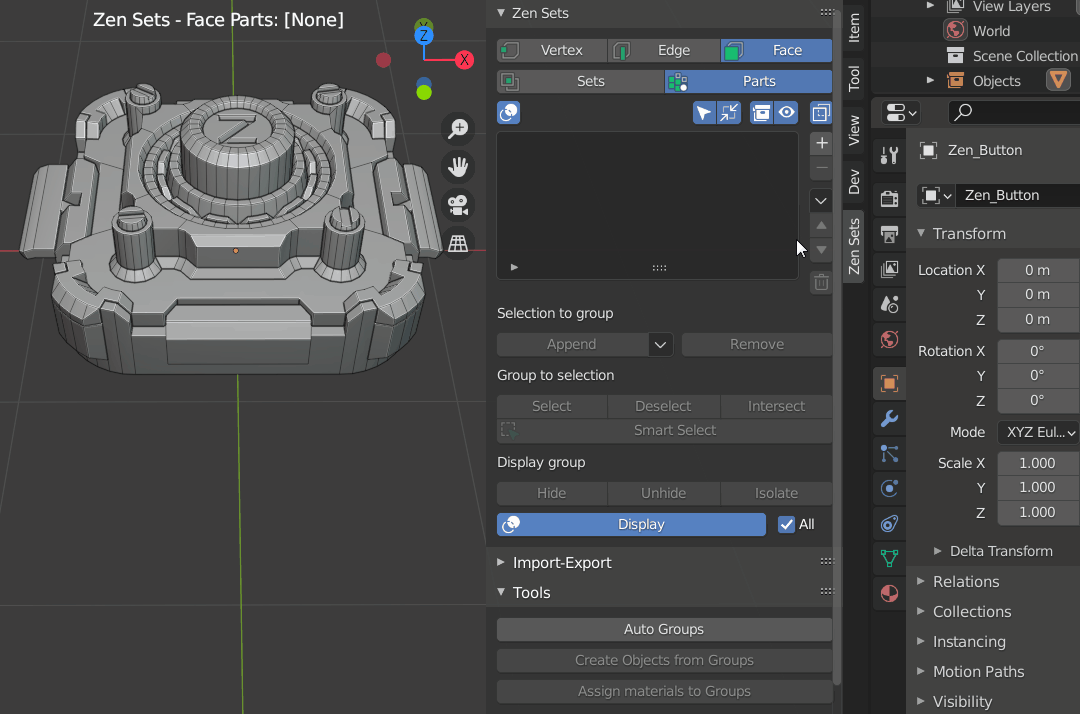 Zen Sets - Face Parts: [None]
Y
Z
X
Zen Sets
Vertex
Edge
Face
Sets
Parts
Selection to group
Append
Remove
Group to selection
Select
Deselect
Intersect
Smart Select
Display group
Hide
Unhide
Isolate
Display
All
Import-Export
Tools
Auto Groups
Create Objects from Groups
Assign materials to Groups
Item
Tool
View
Dev
Zen Sets
View Layers
World
Scene Collection
Objects
Zen_Button
Zen_Button
Transform
Location X 0 m
Y 0 m
Z 0 m
Rotation X 0°
Y 0°
Z 0°
Mode XYZ Eul...
Scale X 1.000
Y 1.000
Z 1.000
Delta Transform
Relations
Collections
Instancing
Motion Paths
Visibility